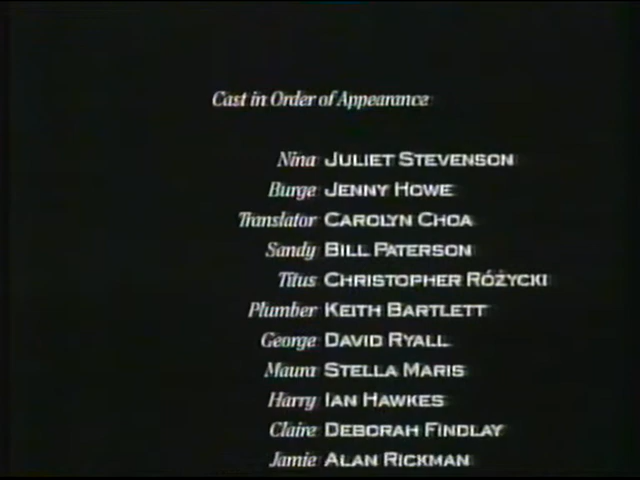 Cast in Order of Appearance
Nina JULIET STEVENSON
Burge JENNY HOWE
Translator CAROLYN CHOA
Sandy BILL PATERSON
Titus CHRISTOPHER RÓŻYCKI
Plumber KEITH BARTLETT
George DAVID RYALL
Maura STELLA MARIS
Harry IAN HAWKES
Claire DEBORAH FINDLAY
Jamie ALAN RICKMAN